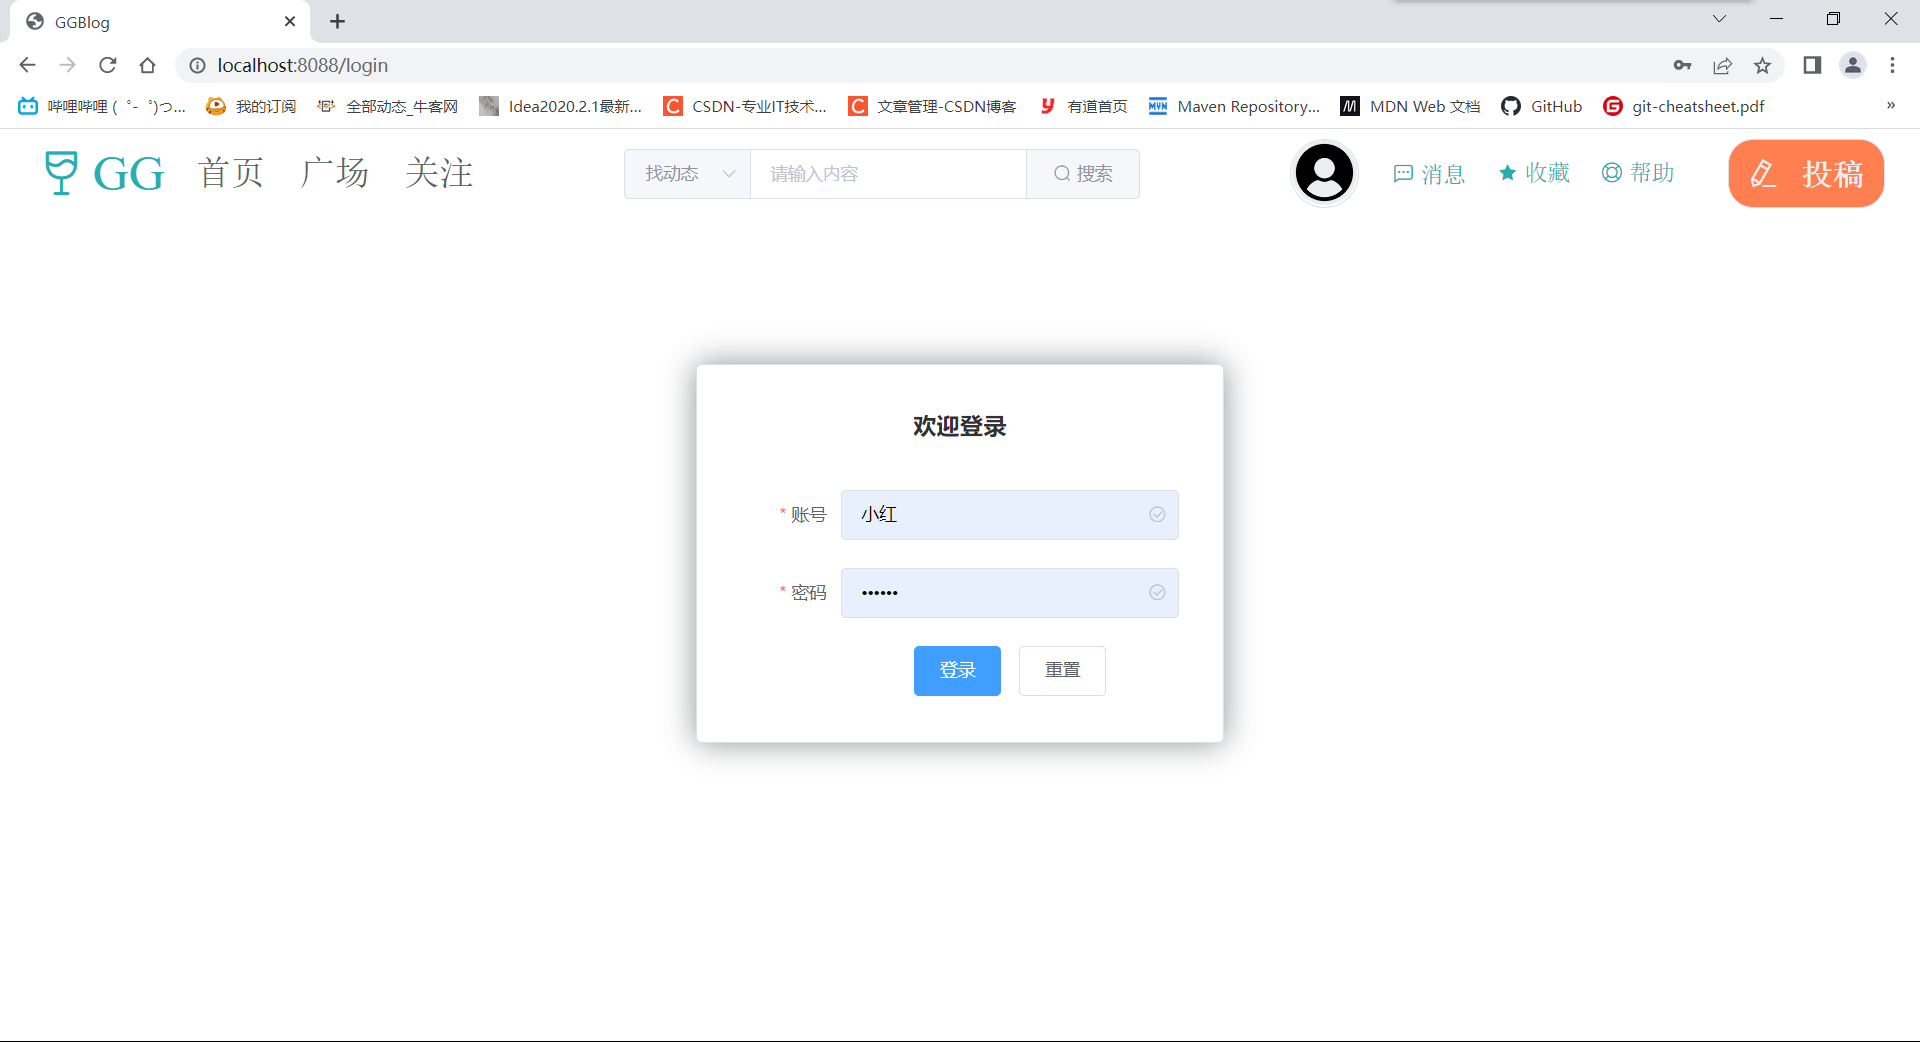 GGBlog
localhost:8088/login
哔哩哔哩 (゜-゜)つ... 我的订阅 全部动态_牛客网 Idea2020.2.1最新... CSDN-专业IT技术... 文章管理-CSDN博客 有道首页 Maven Repository... MDN Web 文档 GitHub git-cheatsheet.pdf »
GG 首页 广场 关注 找动态 请输入内容 搜索 消息 收藏 帮助 投稿
欢迎登录
* 账号 小红
* 密码 ••••••
登录 重置